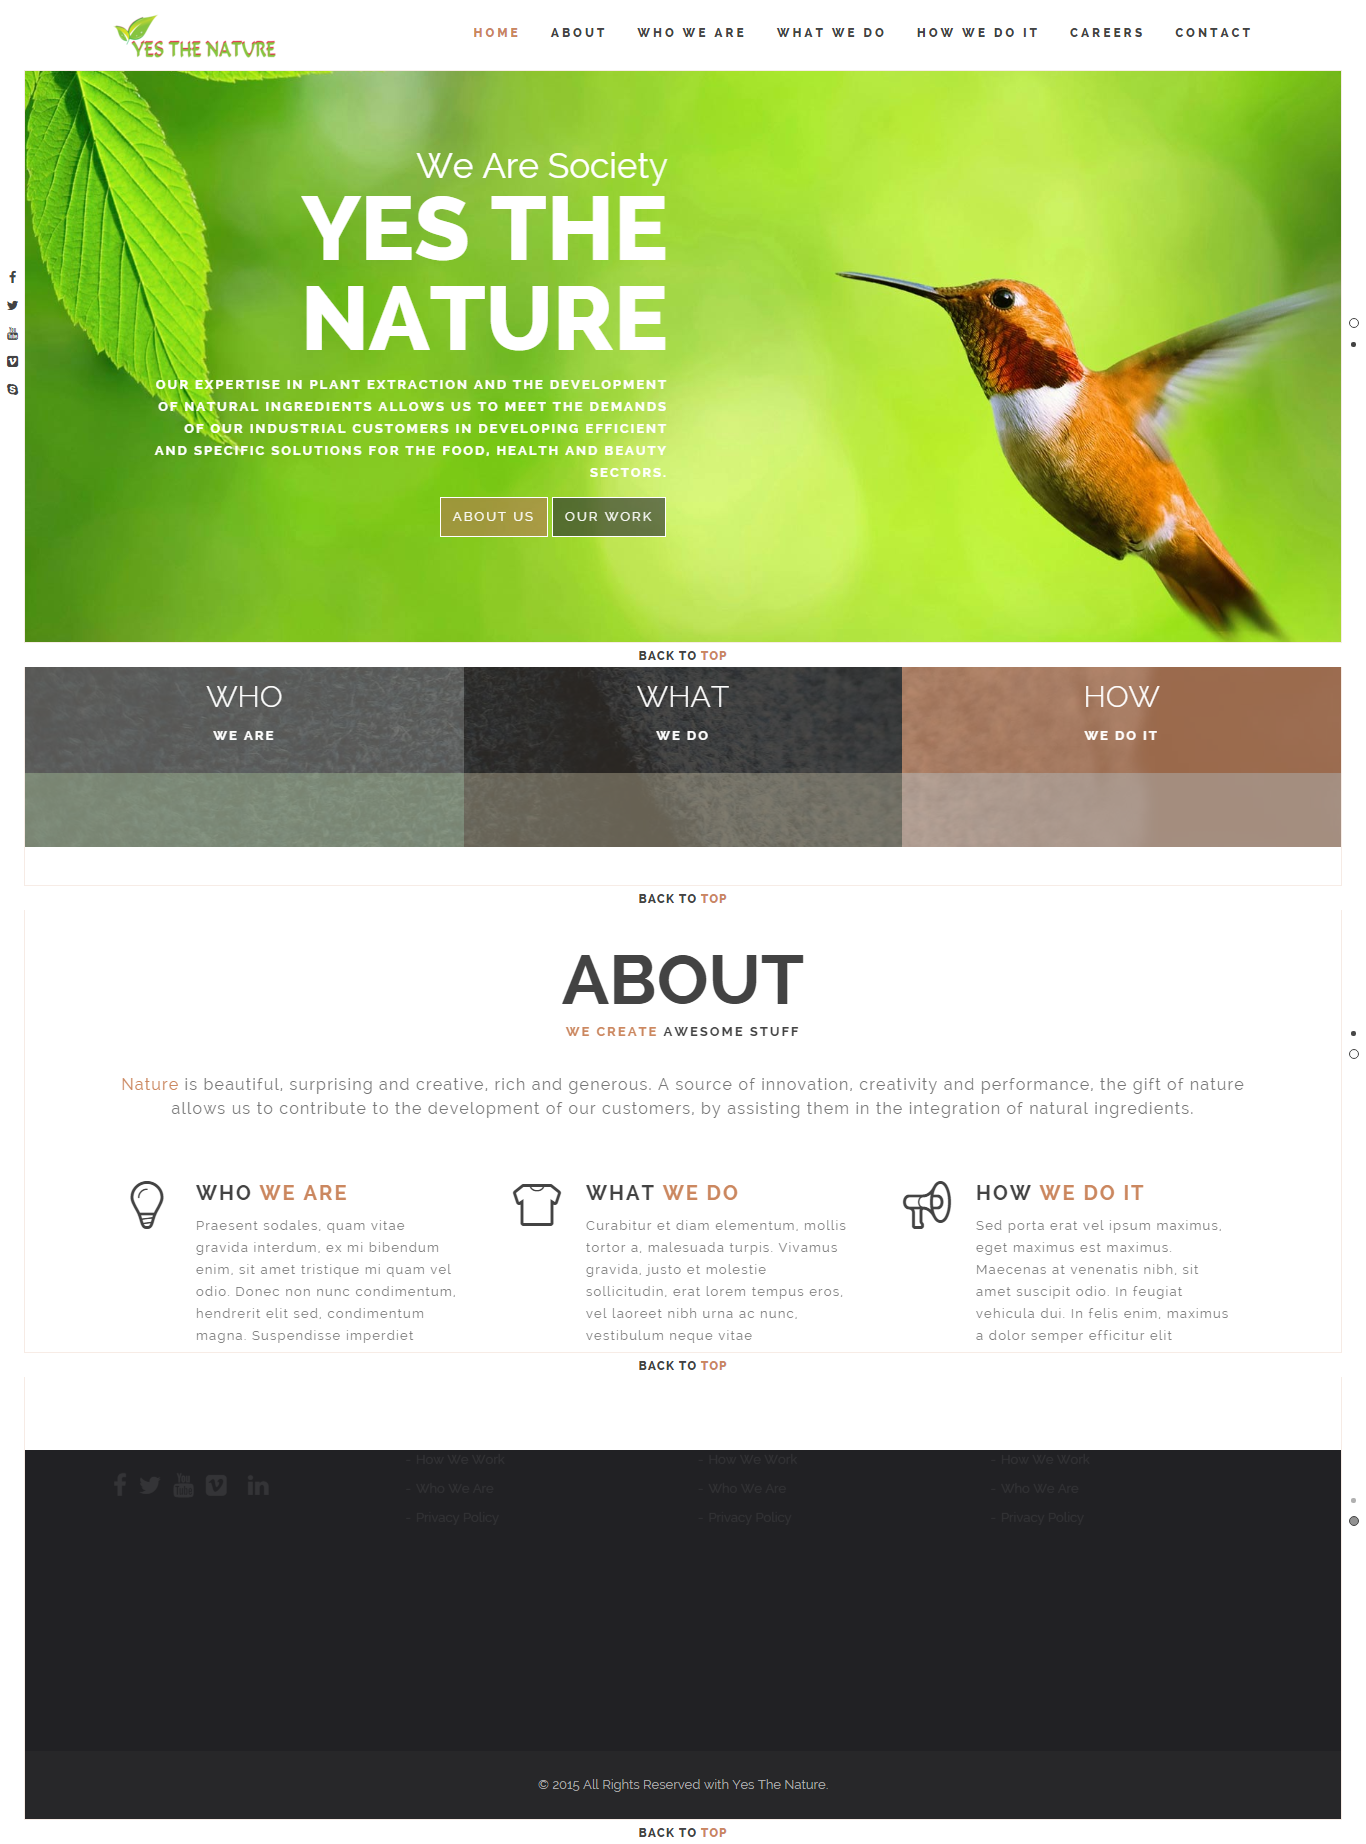 YES THE NATURE
HOME ABOUT WHO WE ARE WHAT WE DO HOW WE DO IT CAREERS CONTACT
We Are Society
YES THE
NATURE
OUR EXPERTISE IN PLANT EXTRACTION AND THE DEVELOPMENT
OF NATURAL INGREDIENTS ALLOWS US TO MEET THE DEMANDS
OF OUR INDUSTRIAL CUSTOMERS IN DEVELOPING EFFICIENT
AND SPECIFIC SOLUTIONS FOR THE FOOD, HEALTH AND BEAUTY
SECTORS.
ABOUT US OUR WORK
BACK TO TOP
WHO
WE ARE
WHAT
WE DO
HOW
WE DO IT
BACK TO TOP
ABOUT
WE CREATE AWESOME STUFF
Nature is beautiful, surprising and creative, rich and generous. A source of innovation, creativity and performance, the gift of nature
allows us to contribute to the development of our customers, by assisting them in the integration of natural ingredients.
WHO WE ARE
Praesent sodales, quam vitae
gravida interdum, ex mi bibendum
enim, sit amet tristique mi quam vel
odio. Donec non nunc condimentum,
hendrerit elit sed, condimentum
magna. Suspendisse imperdiet
WHAT WE DO
Curabitur et diam elementum, mollis
tortor a, malesuada turpis. Vivamus
gravida, justo et molestie
sollicitudin, erat lorem tempus eros,
vel laoreet nibh urna ac nunc,
vestibulum neque vitae
HOW WE DO IT
Sed porta erat vel ipsum maximus,
eget maximus est maximus.
Maecenas at venenatis nibh, sit
amet suscipit odio. In feugiat
vehicula dui. In felis enim, maximus
a dolor semper efficitur elit
BACK TO TOP
- How We Work
- Who We Are
- Privacy Policy
- How We Work
- Who We Are
- Privacy Policy
- How We Work
- Who We Are
- Privacy Policy
© 2015 All Rights Reserved with Yes The Nature.
BACK TO TOP